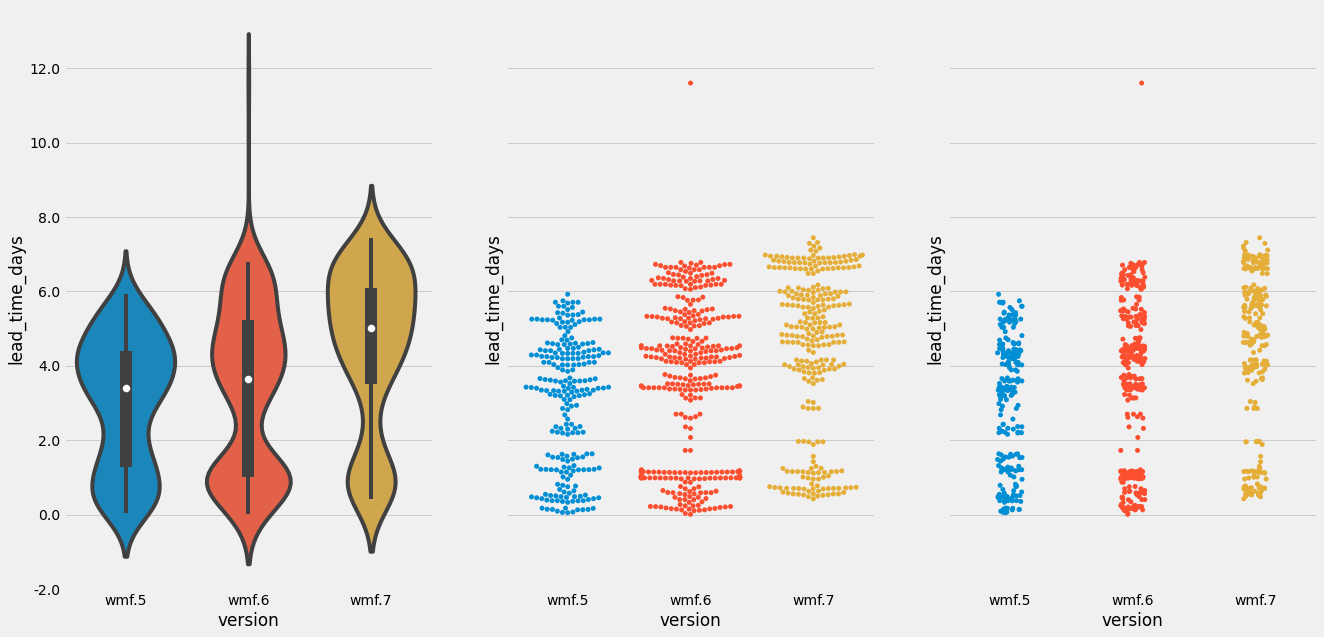 12.0
10.0
8.0
6.0
4.0
2.0
0.0
-2.0
lead_time_days
wmf.5 wmf.6 wmf.7
version
lead_time_days
wmf.5 wmf.6 wmf.7
version
lead_time_days
wmf.5 wmf.6 wmf.7
version